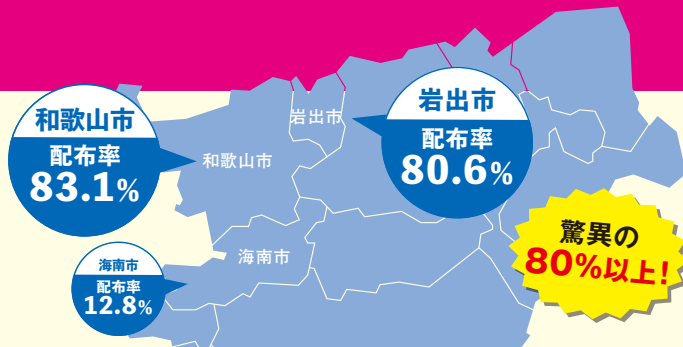 和歌山市
配布率
83.1%
岩出市
和歌山市
岩出市
配布率
80.6%
海南市
海南市
配布率
12.8%
驚異の
80%以上!